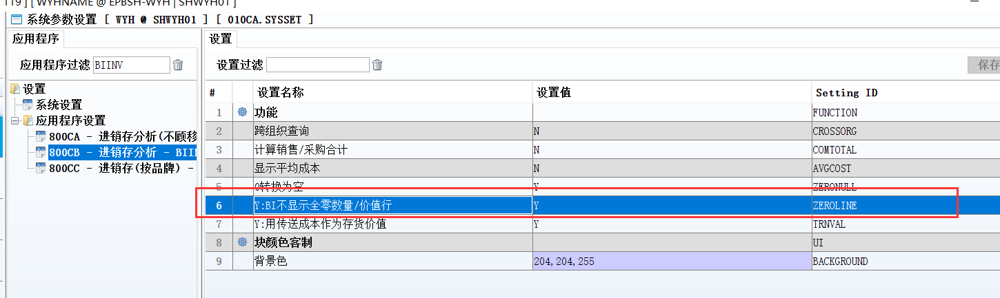 119 ] [ WYHNAME @ EPBSH-WYH | SHWYH01 ]
系统参数设置 [ WYH @ SHWYH01 ] [ 010CA.SYSSET ]
应用程序
应用程序过滤 BIINV
设置
系统设置
应用程序设置
800CA - 进销存分析(不顾移
800CB - 进销存分析 - BIIN
800CC - 进销存(按品牌) -
设置
设置过滤
保存
# 设置名称 设置值 Setting ID
1 功能 FUNCTION
2 跨组织查询 N CROSSORG
3 计算销售/采购合计 N COMTOTAL
4 显示平均成本 N AVGCOST
5 0转换为空 Y ZERONULL
6 Y:BI不显示全零数量/价值行 Y ZEROLINE
7 Y:用传送成本作为存货价值 Y TRNVAL
8 块颜色客制 UI
9 背景色 204,204,255 BACKGROUND